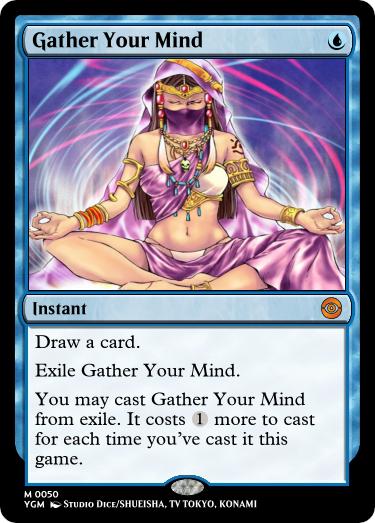 Gather Your Mind
Instant
Draw a card.
Exile Gather Your Mind.
You may cast Gather Your Mind
from exile. It costs 1 more to cast
for each time you've cast it this
game.
M 0050
YGM Studio Dice/SHUEISHA, TV TOKYO, KONAMI